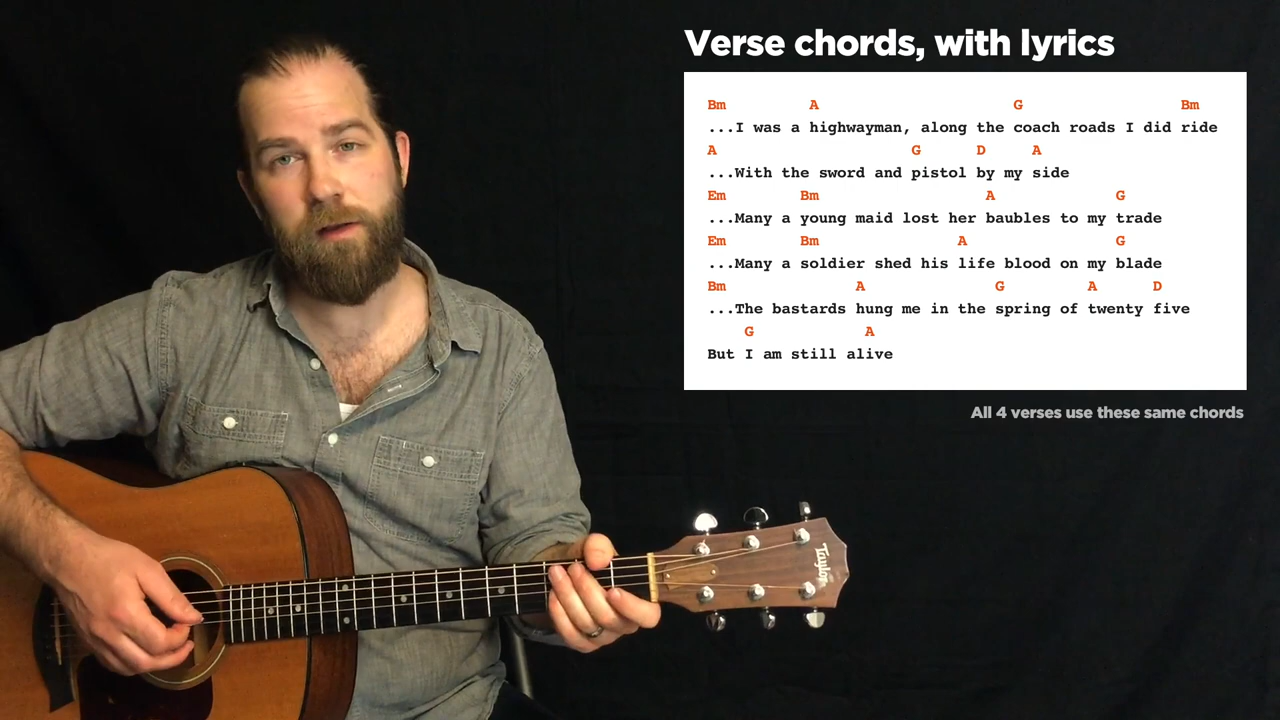 Verse chords, with lyrics
Bm A G Bm
...I was a highwayman, along the coach roads I did ride
A G D A
...With the sword and pistol by my side
Em Bm A G
...Many a young maid lost her baubles to my trade
Em Bm A G
...Many a soldier shed his life blood on my blade
Bm A G A D
...The bastards hung me in the spring of twenty five
G A
But I am still alive
All 4 verses use these same chords
Taylor